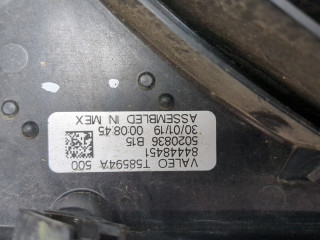 VALEO T58594A 500
84448451
5020836 B15
30/01/19 00:08:45
ASSEMBLED IN MEX